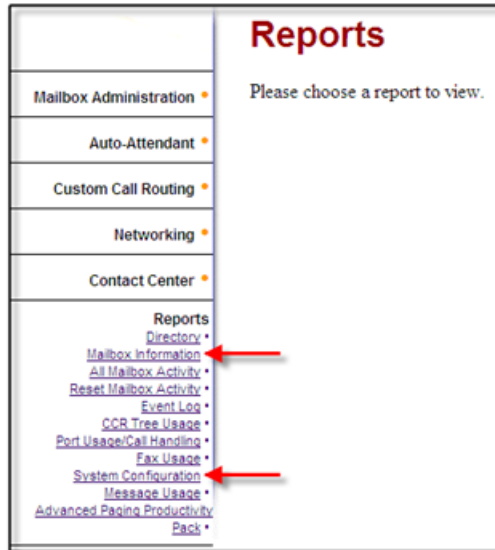 Reports
Please choose a report to view.
Mailbox Administration
Auto-Attendant
Custom Call Routing
Networking
Contact Center
Reports
Directory
Mailbox Information
All Mailbox Activity
Reset Mailbox Activity
Event Log
CCR Tree Usage
Port Usage/Call Handling
Fax Usage
System Configuration
Message Usage
Advanced Paging Productivity
Pack